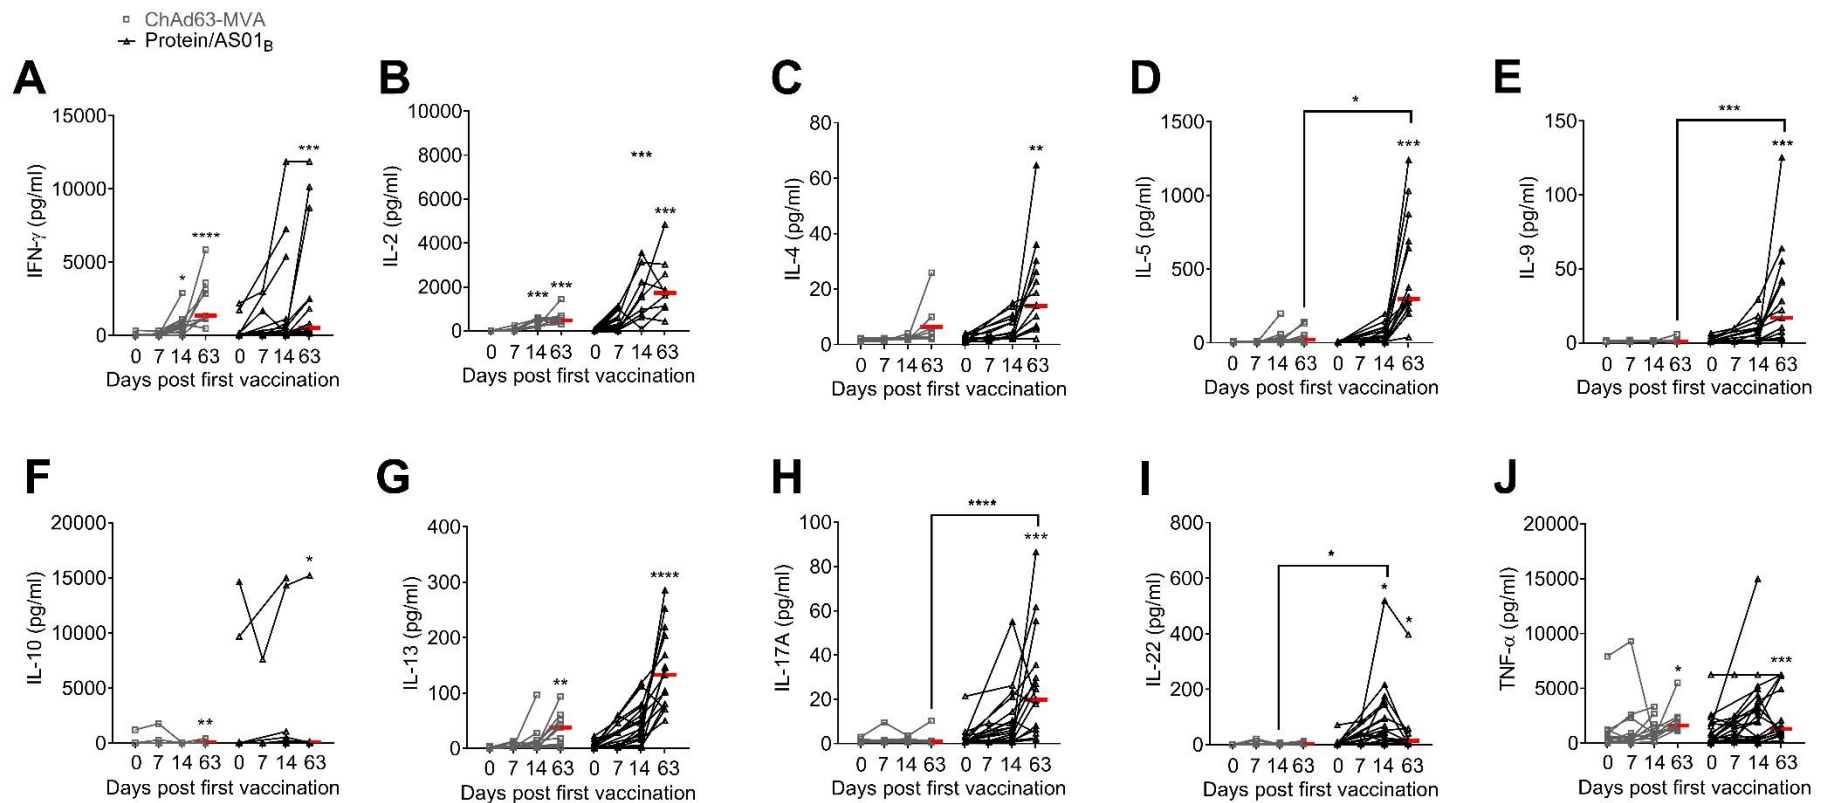 ChAd63-MVA
Protein/AS01B
A
IFN-γ (pg/ml)
15000
10000
5000
0
*
****
***
0 7 14 63 0 7 14 63
Days post first vaccination
B
IL-2 (pg/ml)
10000
8000
6000
4000
2000
0
***
***
***
***
0 7 14 63 0 7 14 63
Days post first vaccination
C
IL-4 (pg/ml)
80
60
40
20
0
**
0 7 14 63 0 7 14 63
Days post first vaccination
D
IL-5 (pg/ml)
1500
1000
500
0
*
***
0 7 14 63 0 7 14 63
Days post first vaccination
E
IL-9 (pg/ml)
150
100
50
0
***
***
0 7 14 63 0 7 14 63
Days post first vaccination
F
IL-10 (pg/ml)
20000
15000
10000
5000
0
**
*
0 7 14 63 0 7 14 63
Days post first vaccination
G
IL-13 (pg/ml)
400
300
200
100
0
**
****
0 7 14 63 0 7 14 63
Days post first vaccination
H
IL-17A (pg/ml)
100
80
60
40
20
0
****
***
0 7 14 63 0 7 14 63
Days post first vaccination
I
IL-22 (pg/ml)
800
600
400
200
0
*
*
*
0 7 14 63 0 7 14 63
Days post first vaccination
J
TNF-α (pg/ml)
20000
15000
10000
5000
0
*
***
0 7 14 63 0 7 14 63
Days post first vaccination